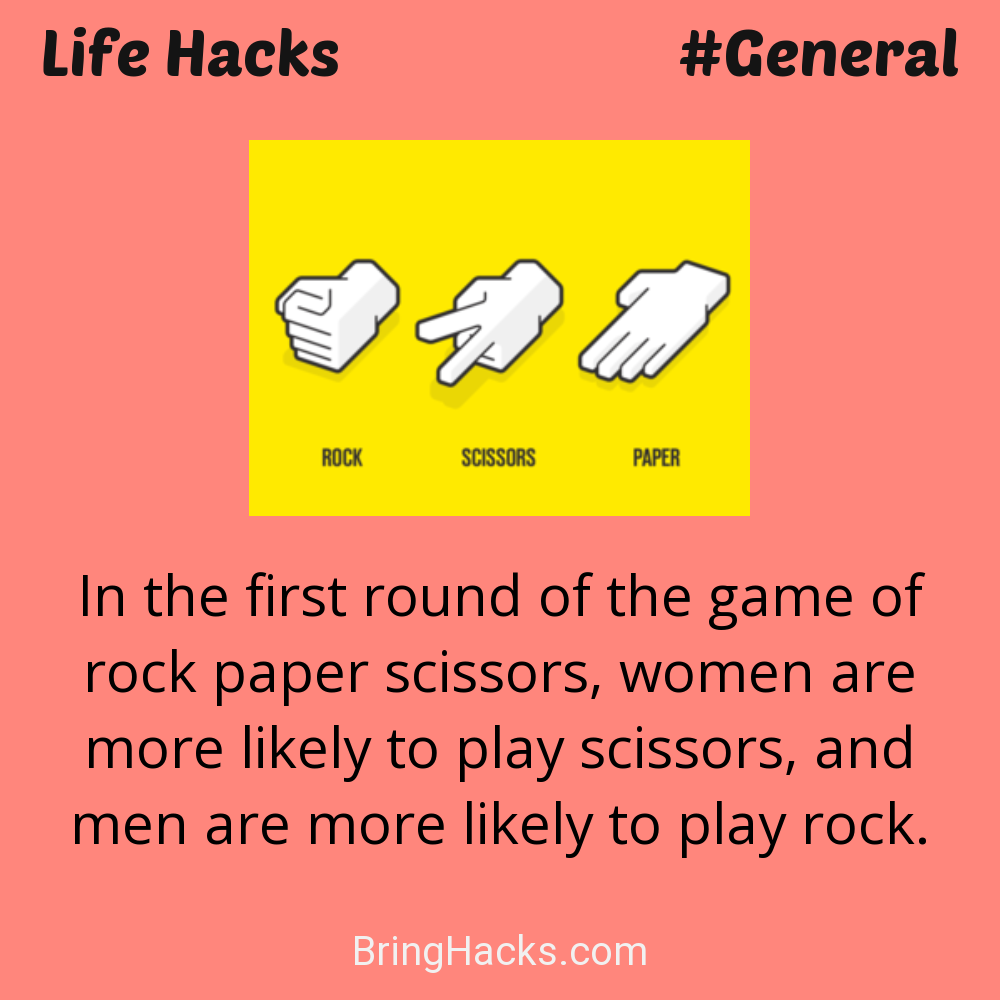 Life Hacks #General
ROCK SCISSORS PAPER
In the first round of the game of
rock paper scissors, women are
more likely to play scissors, and
men are more likely to play rock.
BringHacks.com